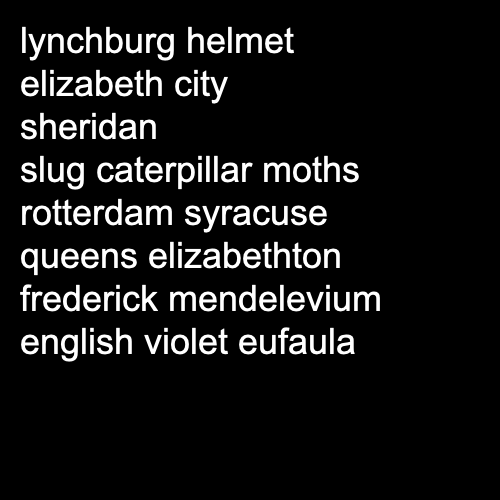 lynchburg helmet
elizabeth city
sheridan
slug caterpillar moths
rotterdam syracuse
queens elizabethton
frederick mendelevium
english violet eufaula